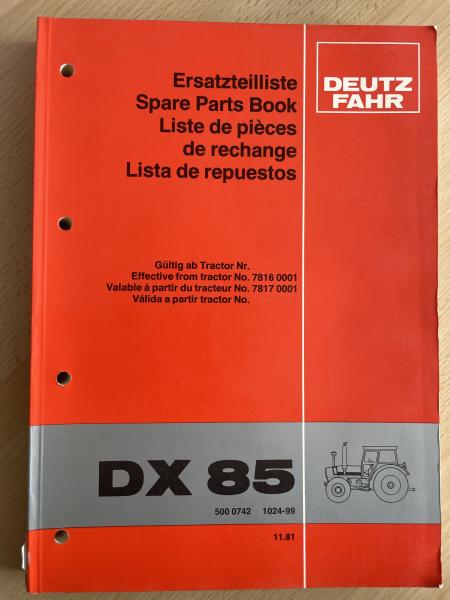 Ersatzteilliste
Spare Parts Book
Liste de pièces
de rechange
Lista de repuestos
DEUTZ
FAHR
Gültig ab Tractor Nr.
Effective from tractor No. 7816 0001
Valable à partir du tracteur No. 7817 0001
Válida a partir tractor No.
DX 85
500 0742 1024-99
11.81